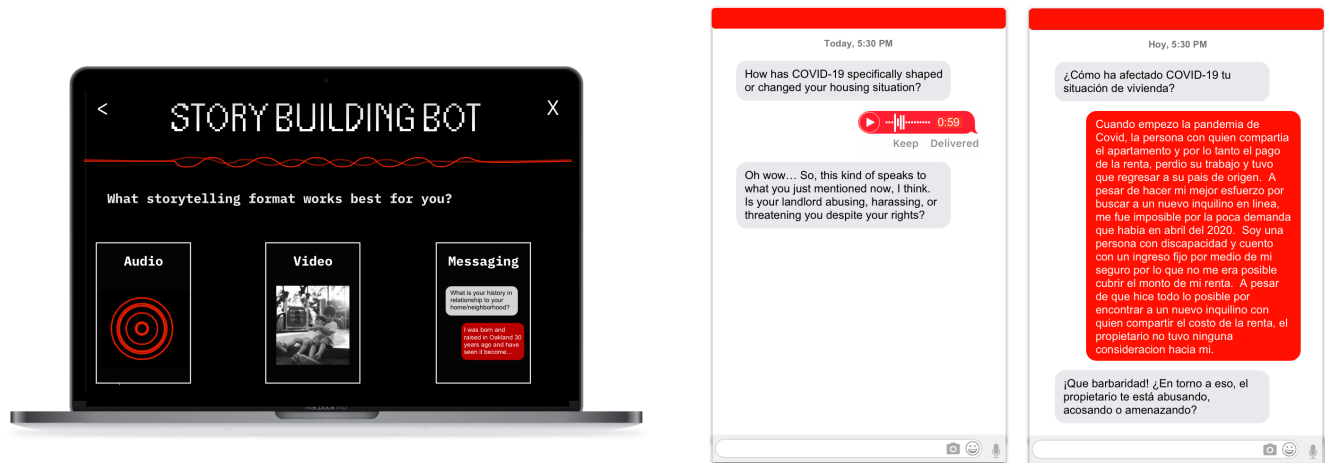 < STORY BUILDING BOT X
What storytelling format works best for you?
Audio
Video
Messaging
What is your history in
relationship to your
home/neighborhood?
I was born and
raised in Oakland 30
years ago and have
seen it become...
MacBook Pro
Today, 5:30 PM
How has COVID-19 specifically shaped
or changed your housing situation?
0:59
Keep Delivered
Oh wow… So, this kind of speaks to
what you just mentioned now, I think.
Is your landlord abusing, harassing, or
threatening you despite your rights?
Hoy, 5:30 PM
¿Cómo ha afectado COVID-19 tu
situación de vivienda?
Cuando empezo la pandemia de
Covid, la persona con quien compartia
el apartamento y por lo tanto el pago
de la renta, perdio su trabajo y tuvo
que regresar a su pais de origen. A
pesar de hacer mi mejor esfuerzo por
buscar a un nuevo inquilino en linea,
me fue imposible por la poca demanda
que habia en abril del 2020. Soy una
persona con discapacidad y cuento
con un ingreso fijo por medio de mi
seguro por lo que no me era posible
cubrir el monto de mi renta. A pesar
de que hice todo lo posible por
encontrar a un nuevo inquilino con
quien compartir el costo de la renta, el
propietario no tuvo ninguna
consideracion hacia mi.
¡Que barbaridad! ¿En torno a eso, el
propietario te está abusando,
acosando o amenazando?